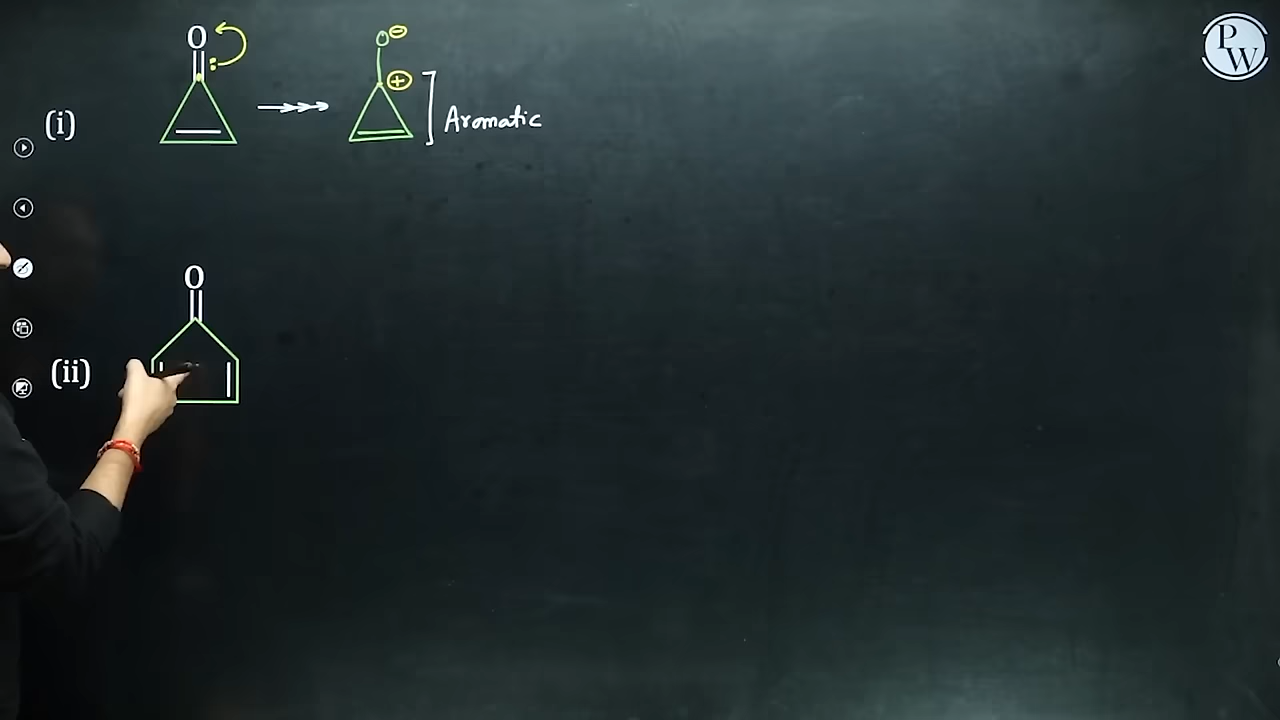 O
O⊖
⊕
(i)
Aromatic
O
(ii)
PW